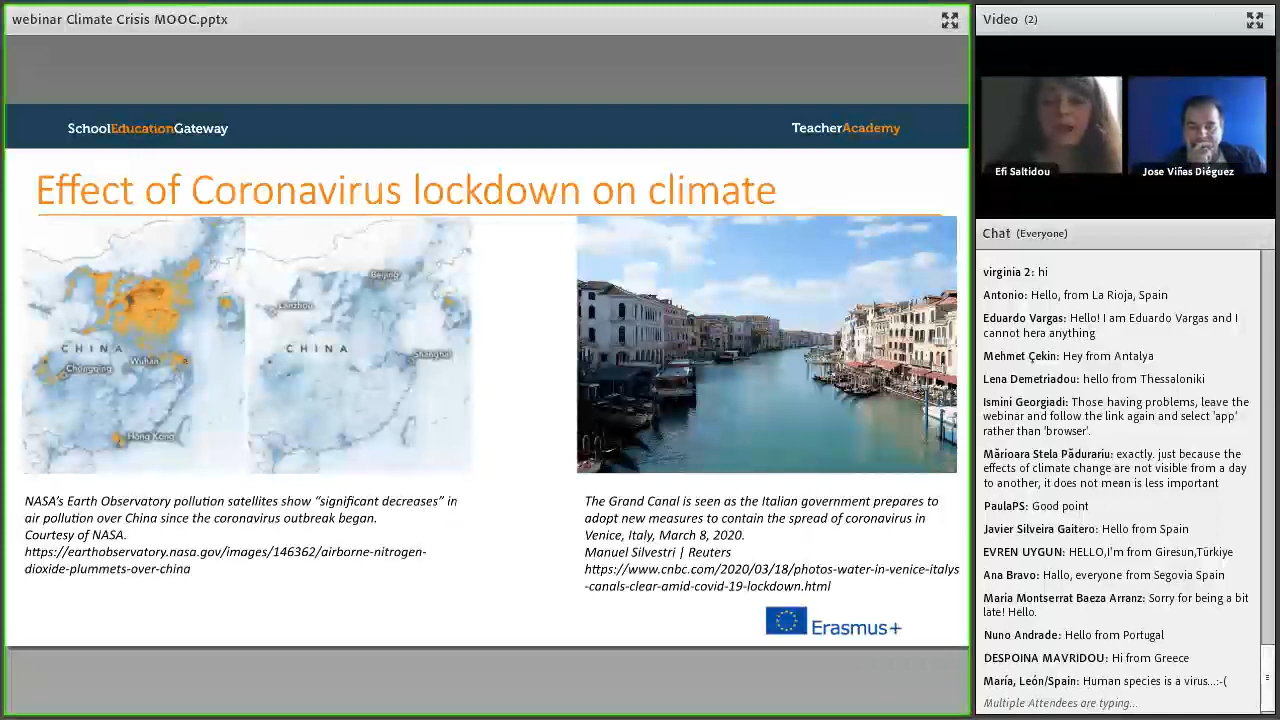 webinar Climate Crisis MOOC.pptx
SchoolEducationGateway
TeacherAcademy
Effect of Coronavirus lockdown on climate
CHINA
Wuhan
Chongqing
Hong Kong
Beijing
Lanzhou
CHINA
Shanghai
NASA's Earth Observatory pollution satellites show “significant decreases” in
air pollution over China since the coronavirus outbreak began.
Courtesy of NASA.
https://earthobservatory.nasa.gov/images/146362/airborne-nitrogen-
dioxide-plummets-over-china
The Grand Canal is seen as the Italian government prepares to
adopt new measures to contain the spread of coronavirus in
Venice, Italy, March 8, 2020.
Manuel Silvestri | Reuters
https://www.cnbc.com/2020/03/18/photos-water-in-venice-italys
-canals-clear-amid-covid-19-lockdown.html
Erasmus+
Video (2)
Efi Saltidou
Jose Viñas Diéguez
Chat (Everyone)
virginia 2: hi
Antonio: Hello, from La Rioja, Spain
Eduardo Vargas: Hello! I am Eduardo Vargas and I
cannot hera anything
Mehmet Çekin: Hey from Antalya
Lena Demetriadou: hello from Thessaloniki
Ismini Georgiadi: Those having problems, leave the
webinar and follow the link again and select 'app'
rather than 'browser'.
Mărioara Stela Pădurariu: exactly. just because the
effects of climate change are not visible from a day
to another, it does not mean is less important
PaulaPS: Good point
Javier Silveira Gaitero: Hello from Spain
EVREN UYGUN: HELLO,I'm from Giresun,Türkiye
Ana Bravo: Hallo, everyone from Segovia Spain
Maria Montserrat Baeza Arranz: Sorry for being a bit
late! Hello.
Nuno Andrade: Hello from Portugal
DESPOINA MAVRIDOU: Hi from Greece
María, León/Spain: Human species is a virus...:-(
Multiple Attendees are typing...